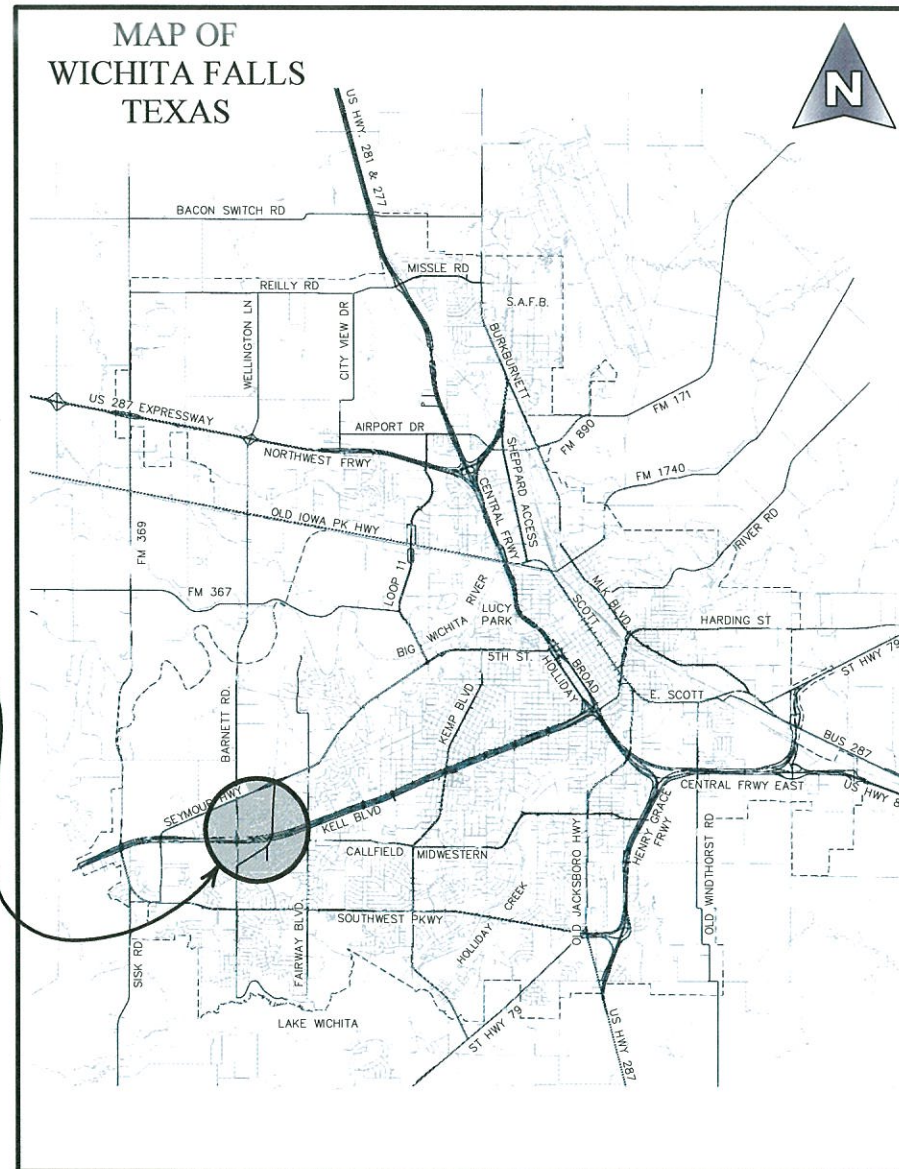 MAP OF
WICHITA FALLS
TEXAS
N
US HWY. 281 & 277
BACON SWITCH RD
MISSLE RD
REILLY RD
S.A.F.B.
WELLINGTON LN
CITY VIEW DR
BURKBURNETT
US 287 EXPRESSWAY
FM 171
AIRPORT DR
FM 890
NORTHWEST FRWY
SHEPPARD ACCESS
CENTRAL FRWY
FM 1740
OLD IOWA PK HWY
RIVER RD
FM 369
LOOP 11
FM 367
MLK BLVD
SCOTT
LUCY
PARK
BIG WICHITA RIVER
HARDING ST
5TH ST.
BROAD
HOLLIDAY
ST HWY 79
E. SCOTT
KEMP BLVD
BARNETT RD.
BUS 287
CENTRAL FRWY EAST
US HWY 8
SEYMOUR HWY
KELL BLVD
HENRY GRACE
FRWY
CALLFIELD
MIDWESTERN
OLD JACKSBORO HWY
OLD WINDTHORST RD
HOLLIDAY CREEK
SOUTHWEST PKWY
FAIRWAY BLVD.
SISK RD.
LAKE WICHITA
ST HWY 79
US HWY 287